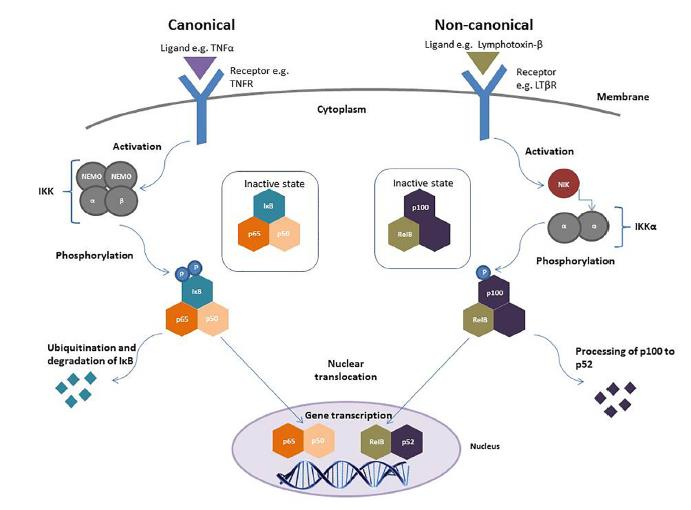 Canonical
Non-canonical
Ligand e.g. TNFα
Ligand e.g. Lymphotoxin-β
Receptor e.g.
TNFR
Receptor
e.g. LTβR
Membrane
Cytoplasm
Activation
Activation
IKK
NEMO NEMO
α β
Inactive state
IκB
p65 p50
Inactive state
p100
RelB
NIK
α α
IKKα
Phosphorylation
Phosphorylation
P P
IκB
p65 p50
P
p100
RelB
Ubiquitination and
degradation of IκB
Nuclear
translocation
Processing of p100 to
p52
Gene transcription
p65 p50
RelB p52
Nucleus